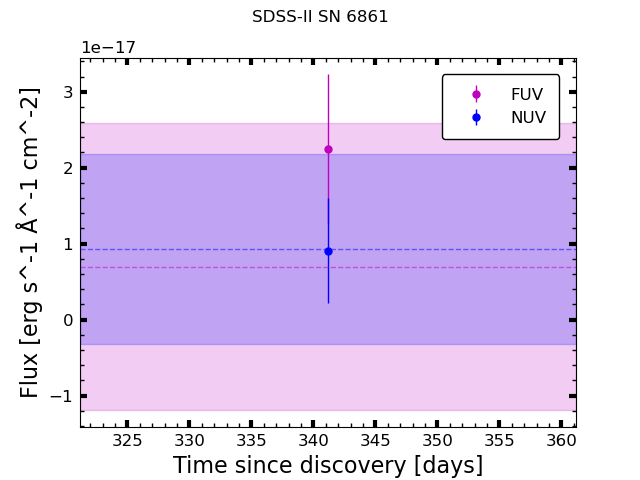 SDSS-II SN 6861
1e−17
3
2
1
0
−1
Flux [erg s^-1 Å^-1 cm^-2]
FUV
NUV
325 330 335 340 345 350 355 360
Time since discovery [days]